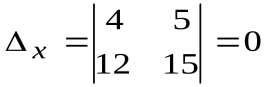 Δₓ = |4 5; 12 15| = 0